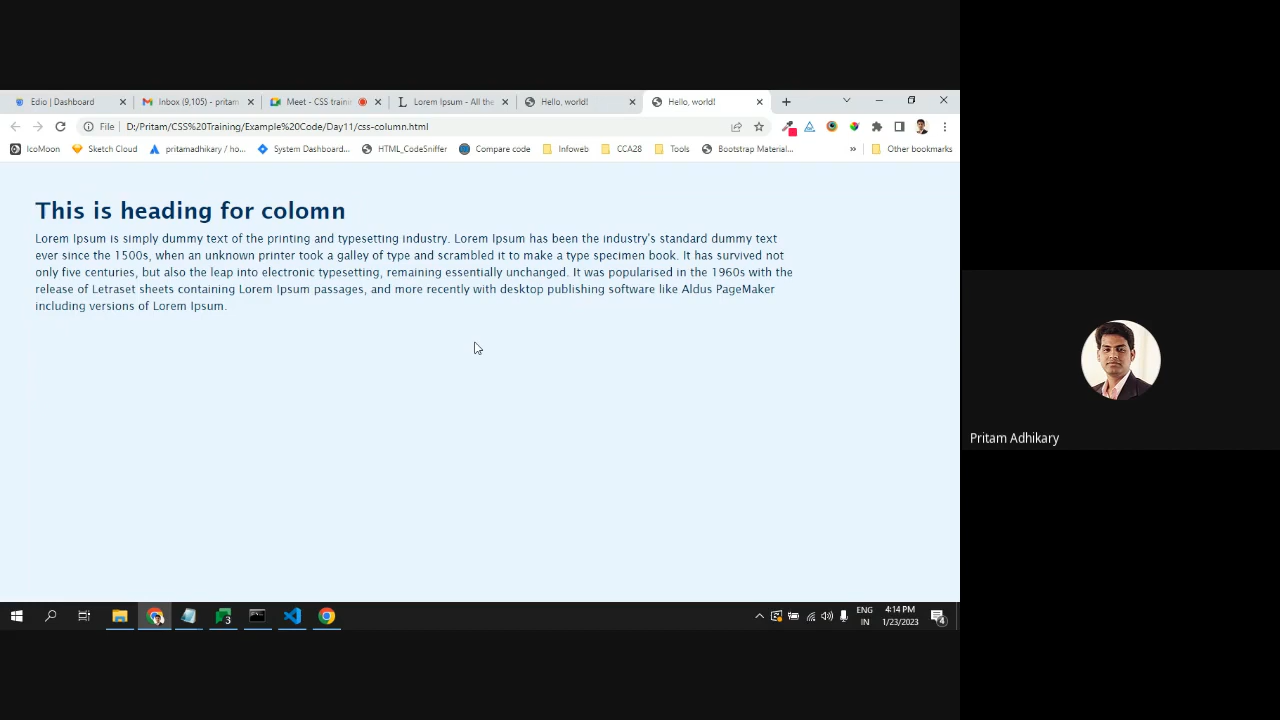 Edio | Dashboard
Inbox (9,105) - pritam
Meet - CSS traini
Lorem Ipsum - All the
Hello, world!
Hello, world!
File
D:/Pritam/CSS%20Training/Example%20Code/Day11/css-column.html
IcoMoon
Sketch Cloud
pritamadhikary / ho...
System Dashboard...
HTML_CodeSniffer
Compare code
Infoweb
CCA28
Tools
Bootstrap Material...
»
Other bookmarks
This is heading for colomn
Lorem Ipsum is simply dummy text of the printing and typesetting industry. Lorem Ipsum has been the industry's standard dummy text
ever since the 1500s, when an unknown printer took a galley of type and scrambled it to make a type specimen book. It has survived not
only five centuries, but also the leap into electronic typesetting, remaining essentially unchanged. It was popularised in the 1960s with the
release of Letraset sheets containing Lorem Ipsum passages, and more recently with desktop publishing software like Aldus PageMaker
including versions of Lorem Ipsum.
Pritam Adhikary
3
ENG
IN
4:14 PM
1/23/2023
4